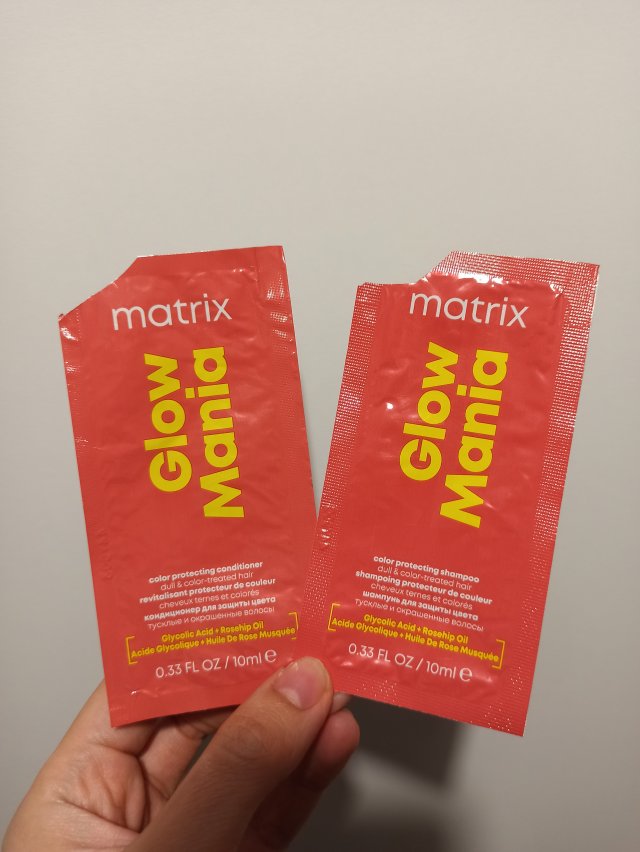 matrix
Glow
Mania
color protecting conditioner
dull & color-treated hair
revitalisant protecteur de couleur
cheveux ternes et colorés
кондиционер для защиты цвета
тусклые и окрашенные волосы
Glycolic Acid + Rosehip Oil
Acide Glycolique + Huile De Rose Musquée
0.33 FL OZ / 10ml ℮
matrix
Glow
Mania
color protecting shampoo
dull & color-treated hair
shampoing protecteur de couleur
cheveux ternes et colorés
шампунь для защиты цвета
тусклые и окрашенные волосы
Glycolic Acid + Rosehip Oil
Acide Glycolique + Huile De Rose Musquée
0.33 FL OZ / 10ml ℮